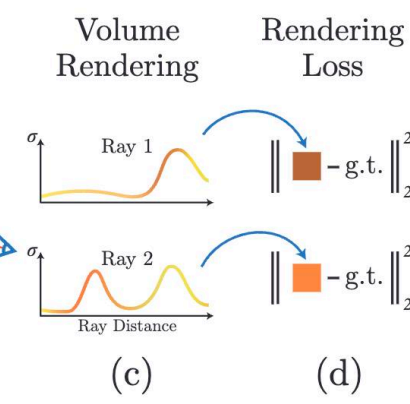 Volume Rendering
Rendering Loss
σ Ray 1
‖ – g.t. ‖ 2 2
σ Ray 2
Ray Distance
‖ – g.t. ‖ 2 2
(c) (d)